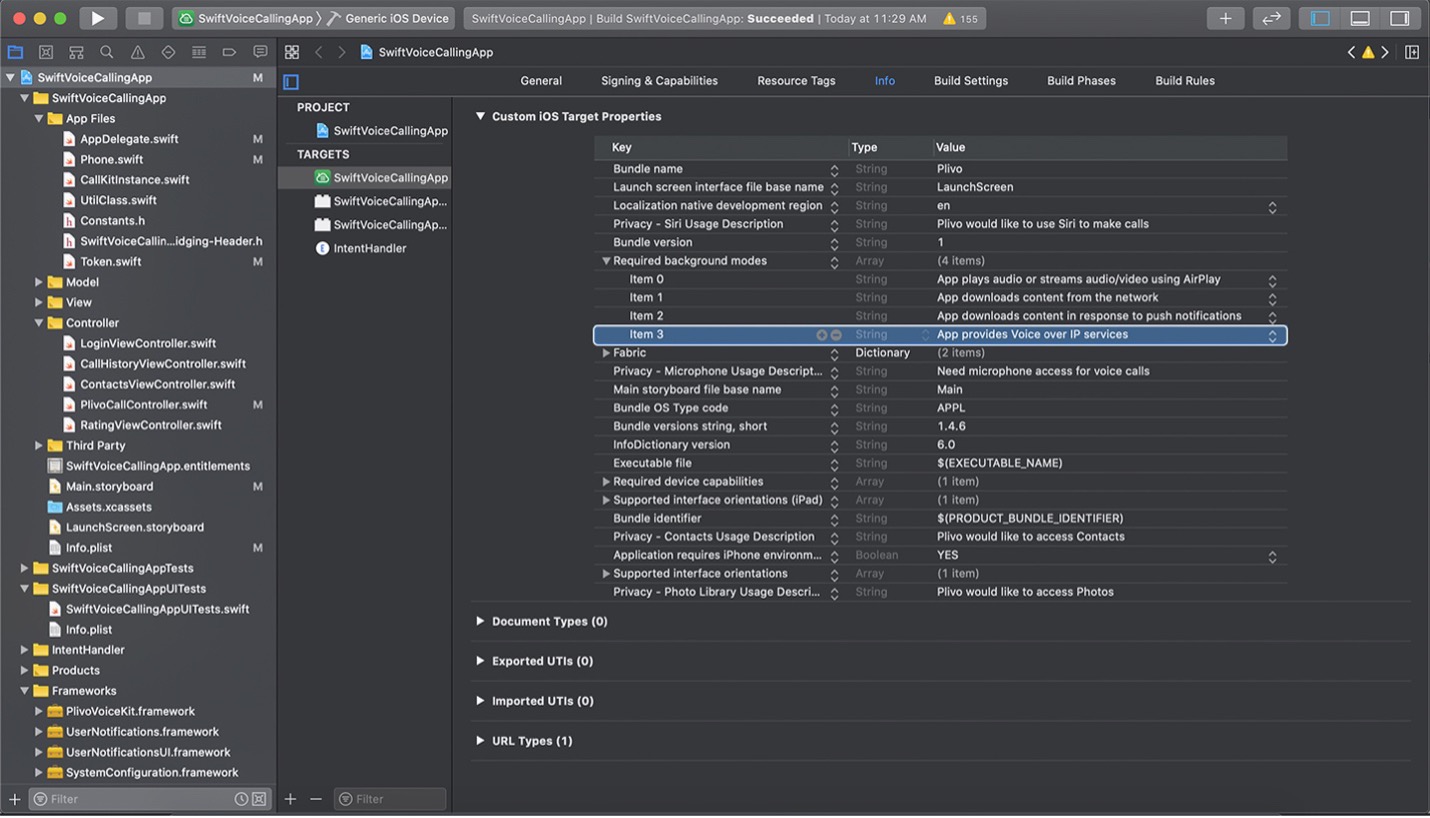 SwiftVoiceCallingApp Generic iOS Device
SwiftVoiceCallingApp | Build SwiftVoiceCallingApp: Succeeded | Today at 11:29 AM 155
SwiftVoiceCallingApp M
SwiftVoiceCallingApp
App Files
AppDelegate.swift M
Phone.swift M
CallKitInstance.swift
UtilClass.swift
Constants.h
SwiftVoiceCallin...idging-Header.h
Token.swift M
Model
View
Controller
LoginViewController.swift
CallHistoryViewController.swift
ContactsViewController.swift
PlivoCallController.swift M
RatingViewController.swift
Third Party
SwiftVoiceCallingApp.entitlements
Main.storyboard M
Assets.xcassets
LaunchScreen.storyboard
Info.plist M
SwiftVoiceCallingAppTests
SwiftVoiceCallingAppUITests
SwiftVoiceCallingAppUITests.swift
Info.plist
IntentHandler
Products
Frameworks
PlivoVoiceKit.framework
UserNotifications.framework
UserNotificationsUI.framework
SystemConfiguration.framework
Filter
SwiftVoiceCallingApp
General Signing & Capabilities Resource Tags Info Build Settings Build Phases Build Rules
PROJECT
SwiftVoiceCallingApp
TARGETS
SwiftVoiceCallingApp
SwiftVoiceCallingAp...
SwiftVoiceCallingAp...
IntentHandler
Filter
Custom iOS Target Properties
Key Type Value
Bundle name String Plivo
Launch screen interface file base name String LaunchScreen
Localization native development region String en
Privacy - Siri Usage Description String Plivo would like to use Siri to make calls
Bundle version String 1
Required background modes Array (4 items)
Item 0 String App plays audio or streams audio/video using AirPlay
Item 1 String App downloads content from the network
Item 2 String App downloads content in response to push notifications
Item 3 String App provides Voice over IP services
Fabric Dictionary (2 items)
Privacy - Microphone Usage Descript... String Need microphone access for voice calls
Main storyboard file base name String Main
Bundle OS Type code String APPL
Bundle versions string, short String 1.4.6
InfoDictionary version String 6.0
Executable file String $(EXECUTABLE_NAME)
Required device capabilities Array (1 item)
Supported interface orientations (iPad) Array (1 item)
Bundle identifier String $(PRODUCT_BUNDLE_IDENTIFIER)
Privacy - Contacts Usage Description String Plivo would like to access Contacts
Application requires iPhone environm... Boolean YES
Supported interface orientations Array (1 item)
Privacy - Photo Library Usage Descri... String Plivo would like to access Photos
Document Types (0)
Exported UTIs (0)
Imported UTIs (0)
URL Types (1)